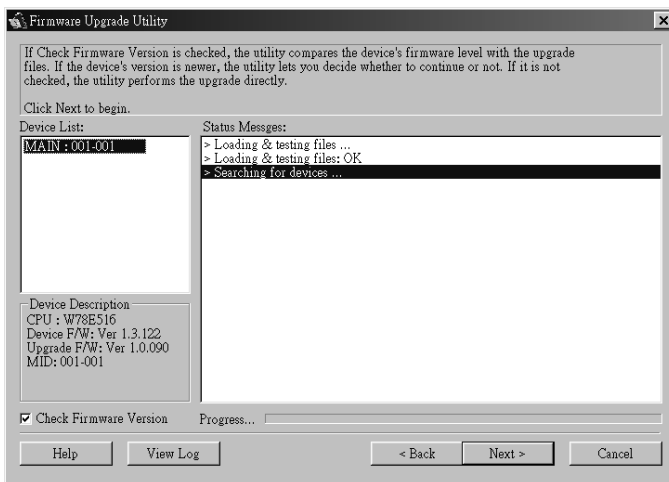 Firmware Upgrade Utility
If Check Firmware Version is checked, the utility compares the device's firmware level with the upgrade
files. If the device's version is newer, the utility lets you decide whether to continue or not. If it is not
checked, the utility performs the upgrade directly.
Click Next to begin.
Device List:
MAIN : 001-001
Status Messges:
> Loading & testing files ...
> Loading & testing files: OK
> Searching for devices ...
Device Description
CPU : W78E516
Device F/W: Ver 1.3.122
Upgrade F/W: Ver 1.0.090
MID: 001-001
Check Firmware Version
Progress...
Help
View Log
< Back
Next >
Cancel